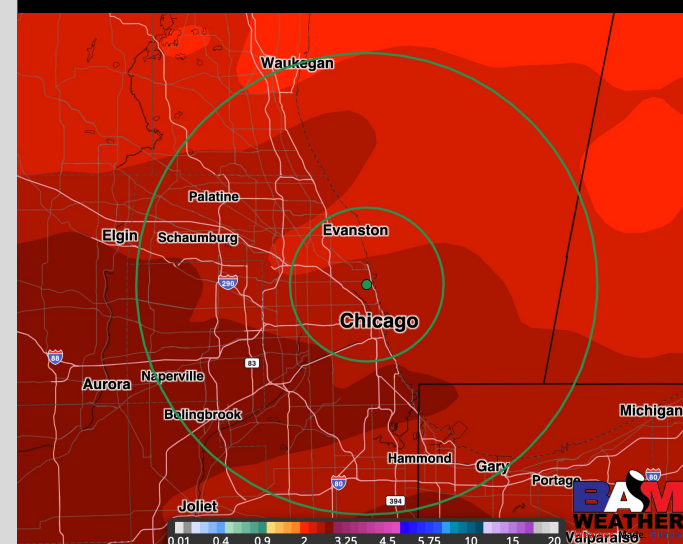 Waukegan
Palatine
Elgin
Schaumburg
Evanston
290
Chicago
88
83
Aurora
Naperville
Bolingbrook
Michigan
Hammond
Gary
80
80
Portage
394
Joliet
BAM
WEATHER
Valparaiso
0.01 0.4 0.9 2 3.25 4.5 5.75 10 15 20